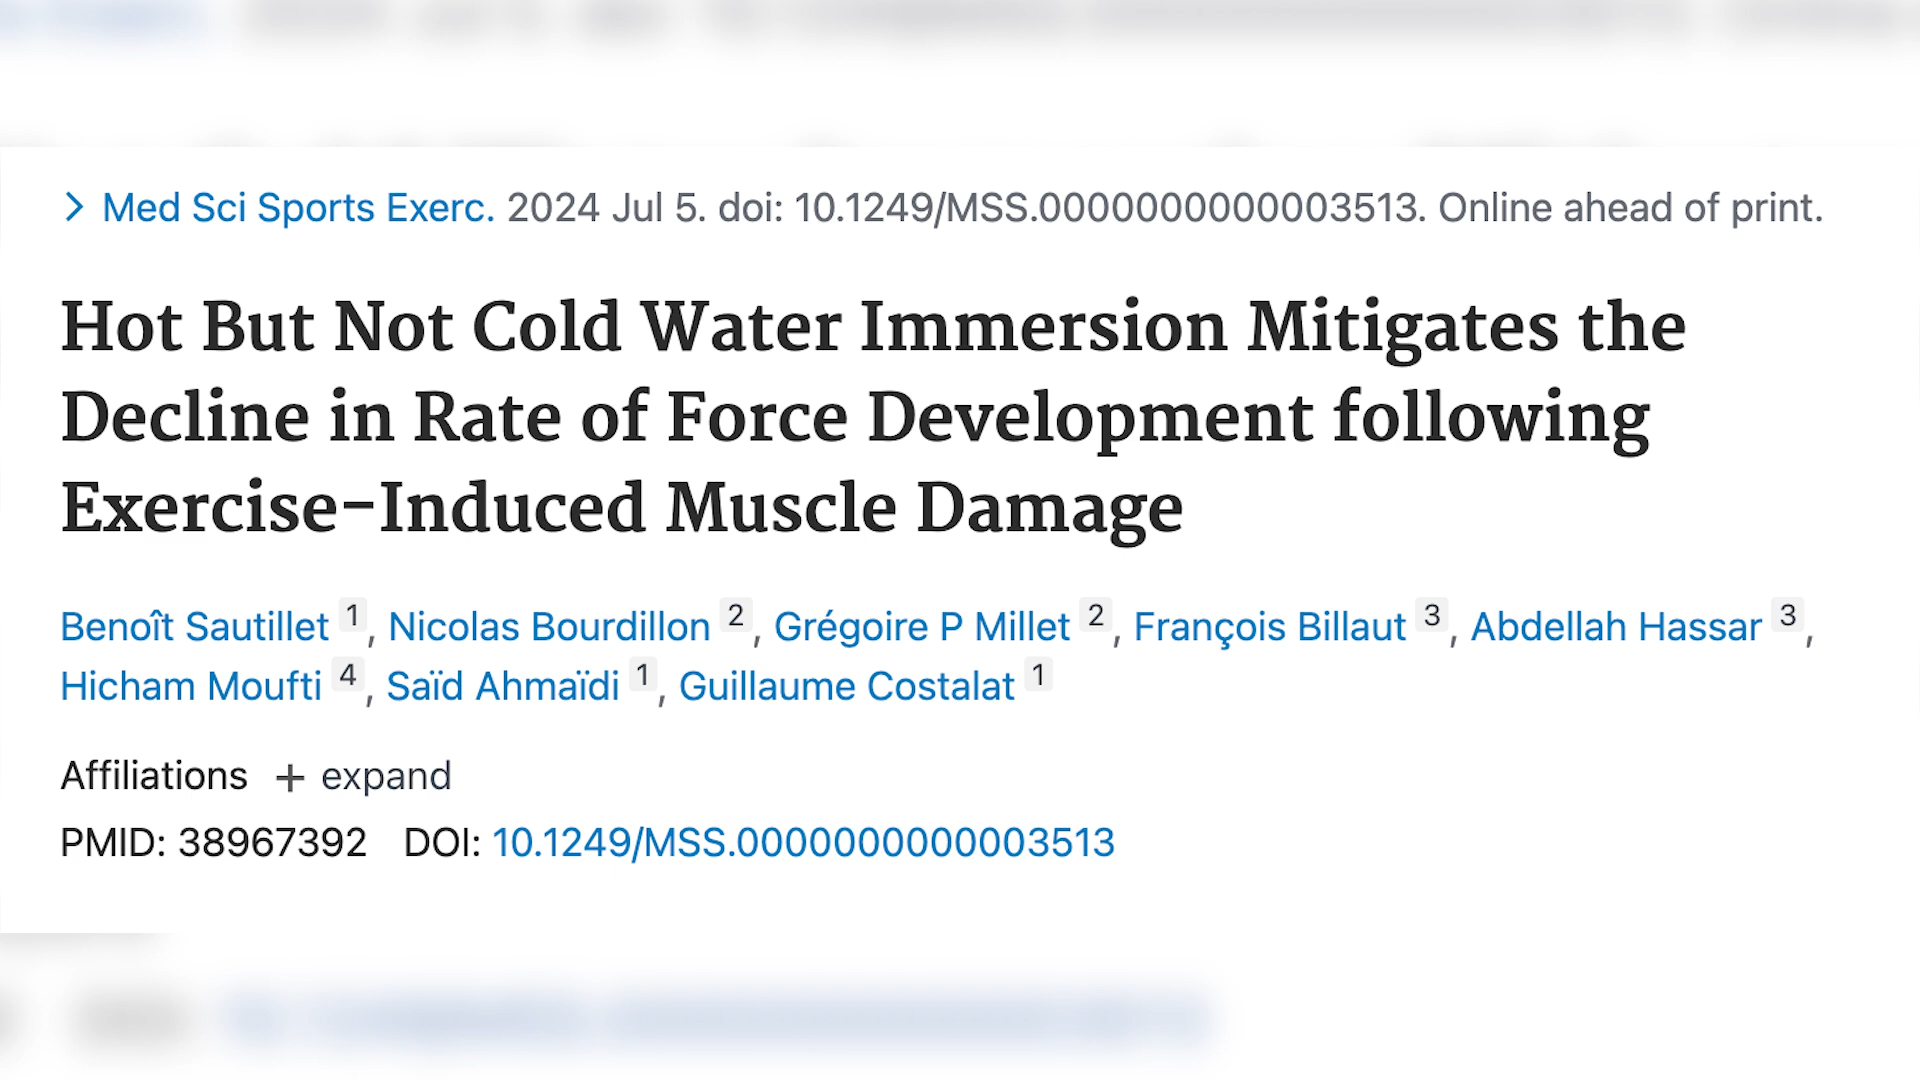 Med Sci Sports Exerc. 2024 Jul 5. doi: 10.1249/MSS.0000000000003513. Online ahead of print.
Hot But Not Cold Water Immersion Mitigates the
Decline in Rate of Force Development following
Exercise-Induced Muscle Damage
Benoît Sautillet 1, Nicolas Bourdillon 2, Grégoire P Millet 2, François Billaut 3, Abdellah Hassar 3,
Hicham Moufti 4, Saïd Ahmaïdi 1, Guillaume Costalat 1
Affiliations + expand
PMID: 38967392 DOI: 10.1249/MSS.0000000000003513